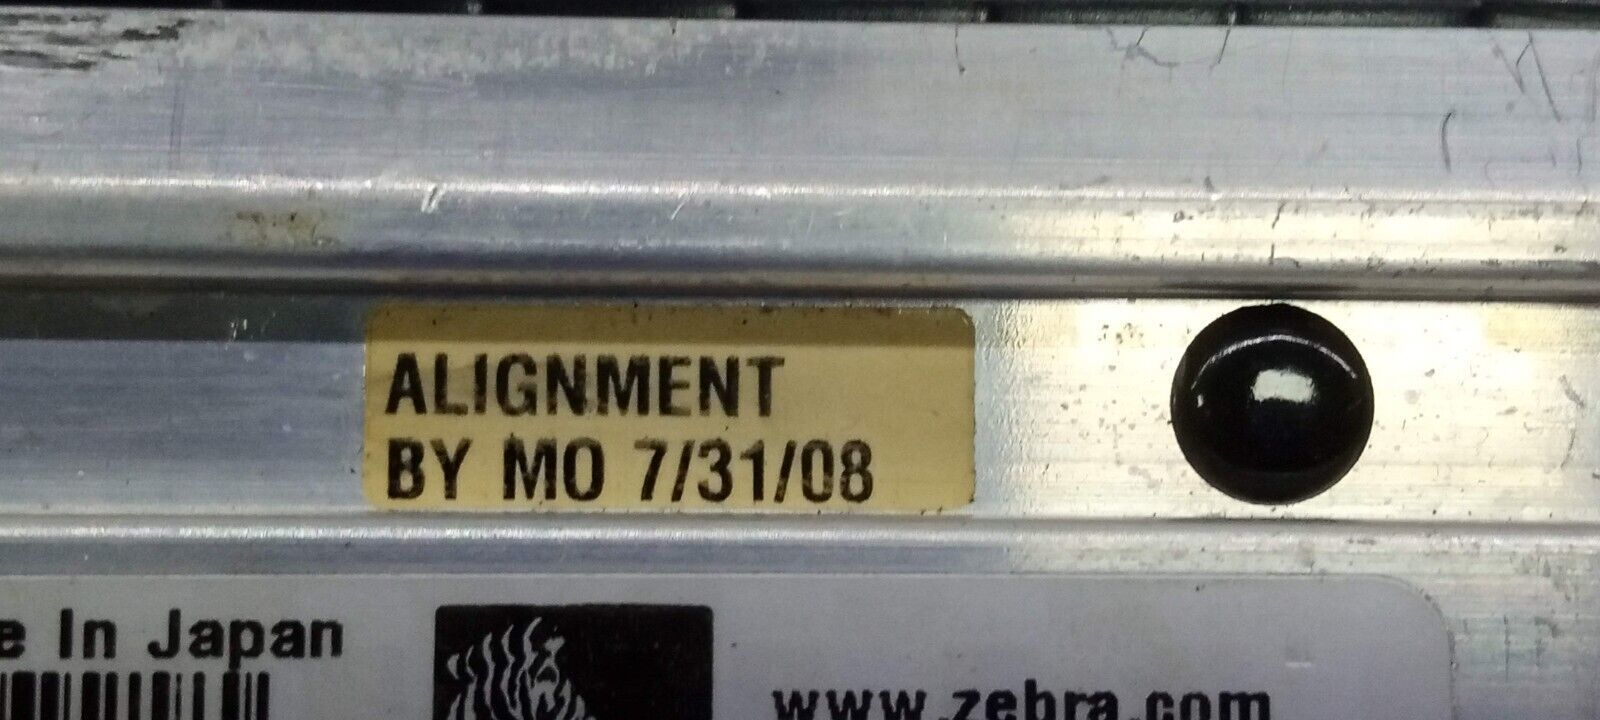 ALIGNMENT
BY MO 7/31/08
e In Japan
www.zebra.com